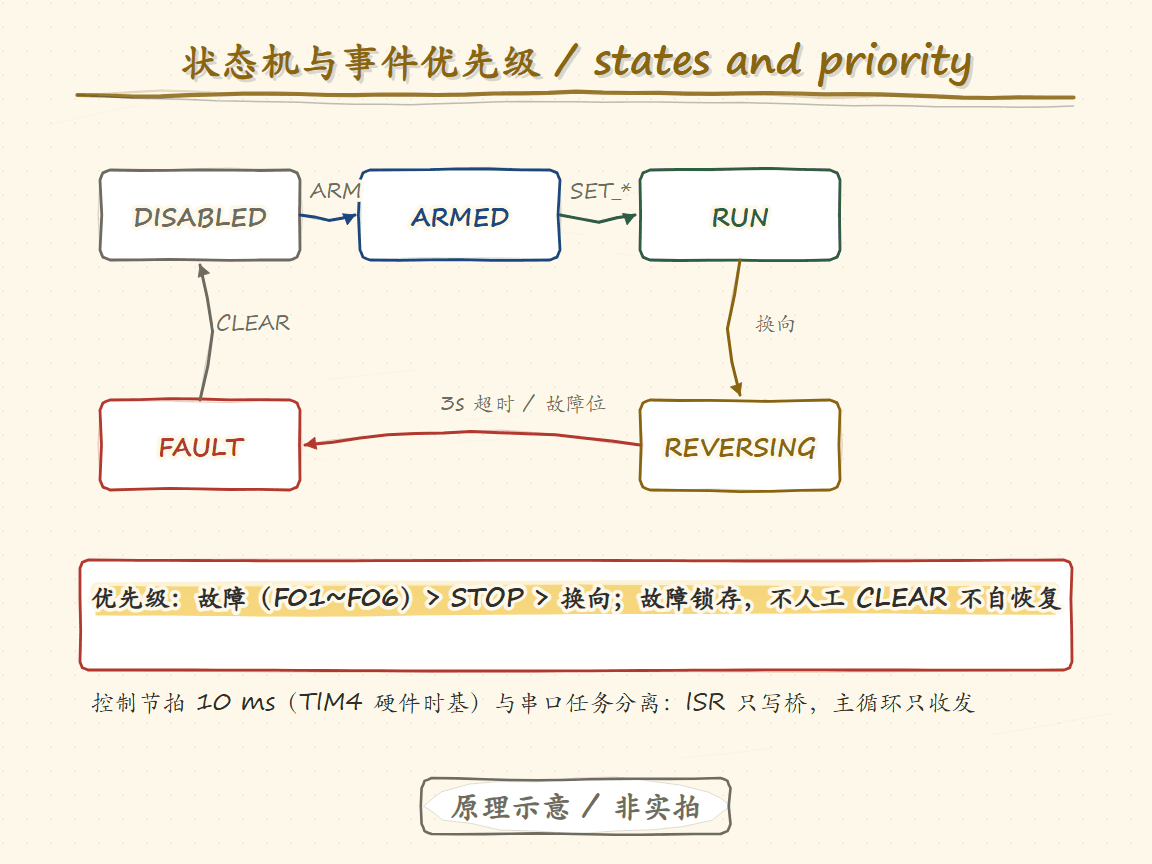 状态机与事件优先级 / states and priority
DISABLED
ARM
ARMED
SET_*
RUN
CLEAR
换向
3s 超时 / 故障位
FAULT
REVERSING
优先级：故障（F01~F06）> STOP > 换向；故障锁存，不人工 CLEAR 不自恢复
控制节拍 10 ms（TIM4 硬件时基）与串口任务分离：ISR 只写桥，主循环只收发
原理示意 / 非实拍